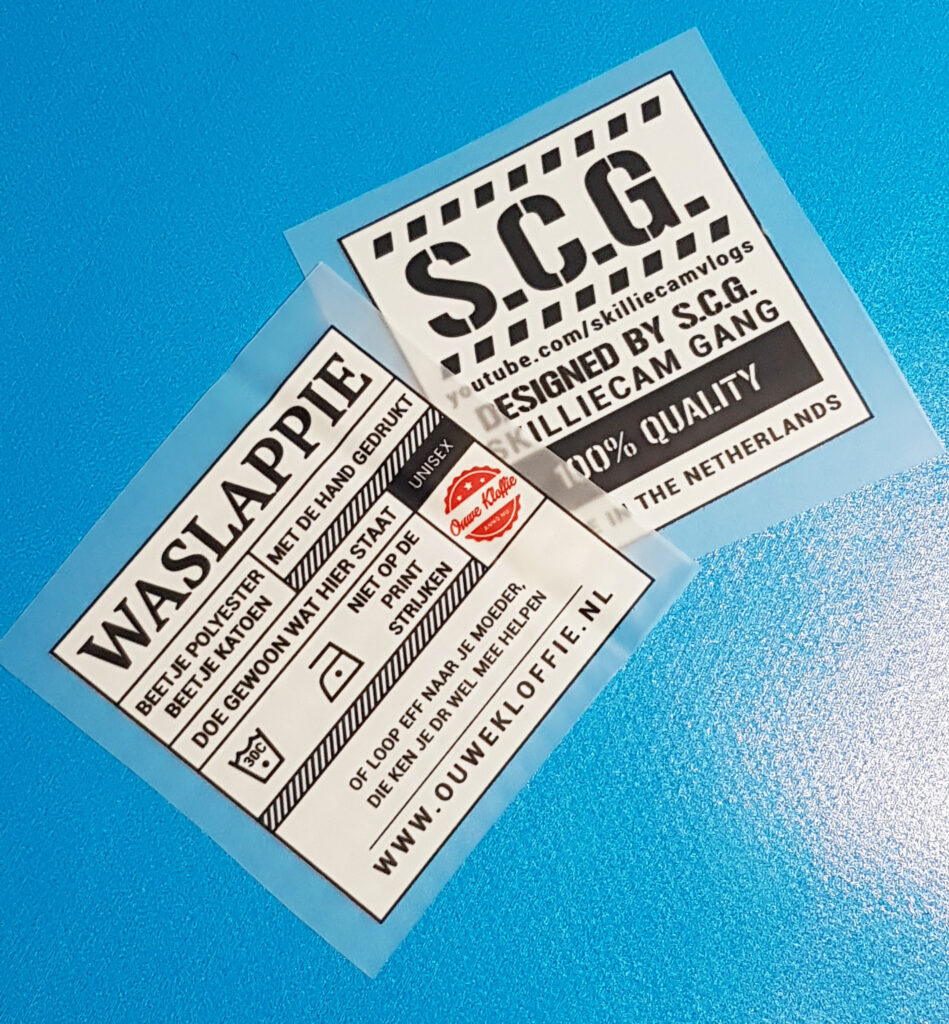 S.C.G.
youtube.com/skilliecamvlogs
DESIGNED BY S.C.G.
SKILLIECAM GANG
100% QUALITY
IN THE NETHERLANDS
WASLAPPIE
BEETJE POLYESTER
BEETJE KATOEN
MET DE HAND GEDRUKT
UNISEX
DOE GEWOON WAT HIER STAAT
Ouwe Kloffie
ANNO NU
30C
NIET OP DE
PRINT
STRIJKEN
OF LOOP EFF NAAR JE MOEDER,
DIE KEN JE DR WEL MEE HELPEN
WWW.OUWEKLOFFIE.NL